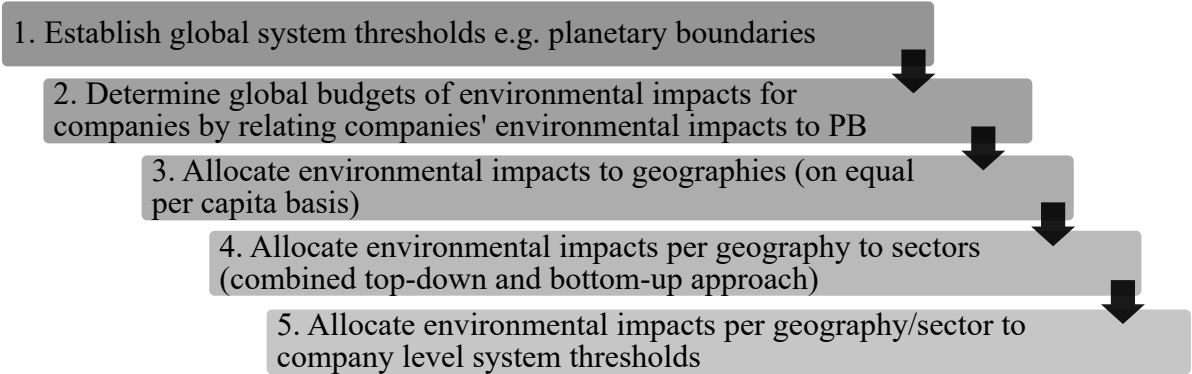 1. Establish global system thresholds e.g. planetary boundaries
2. Determine global budgets of environmental impacts for
companies by relating companies' environmental impacts to PB
3. Allocate environmental impacts to geographies (on equal
per capita basis)
4. Allocate environmental impacts per geography to sectors
(combined top-down and bottom-up approach)
5. Allocate environmental impacts per geography/sector to
company level system thresholds